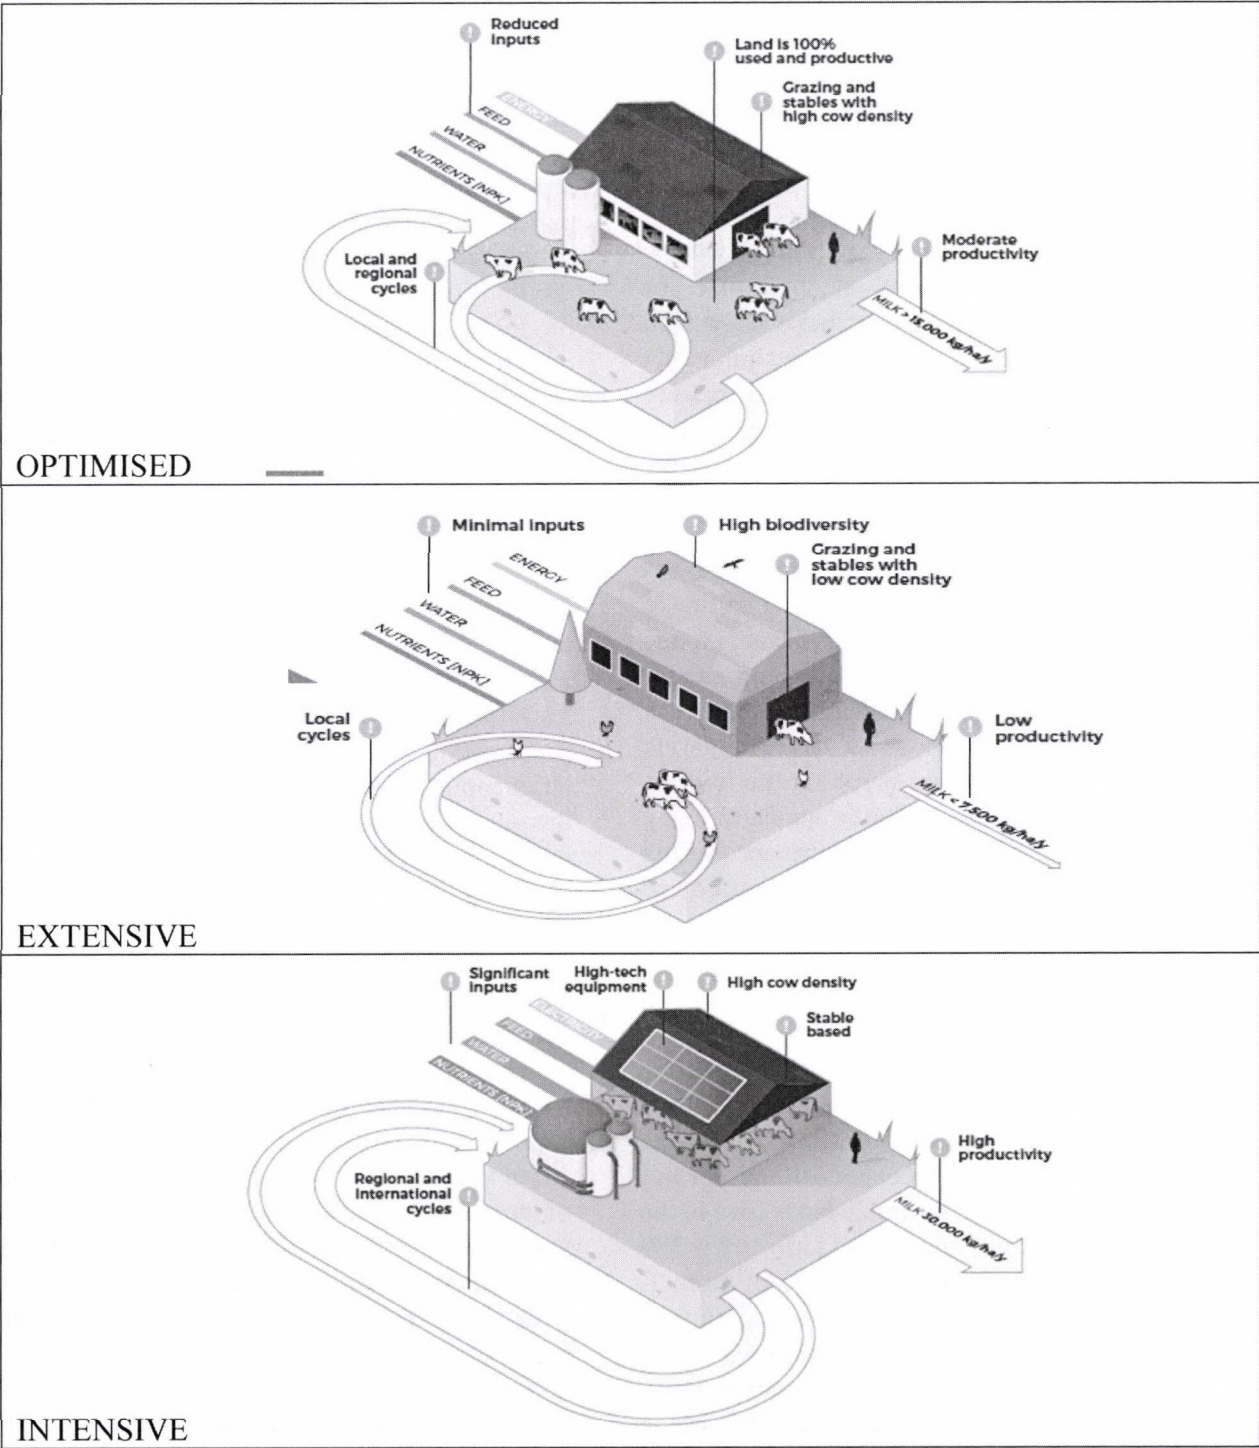 Reduced
inputs
Land is 100%
used and productive
Grazing and
stables with
high cow density
ENERGY
FEED
WATER
NUTRIENTS [NPK]
Local and
regional
cycles
Moderate
productivity
MILK > 15.000 kg/ha/y
OPTIMISED
Minimal inputs
High biodiversity
Grazing and
stables with
low cow density
ENERGY
FEED
WATER
NUTRIENTS [NPK]
Local
cycles
Low
productivity
MILK < 7.500 kg/ha/y
EXTENSIVE
Significant
inputs
High-tech
equipment
High cow density
Stable
based
ELECTRICITY
FEED
WATER
NUTRIENTS [NPK]
Regional and
international
cycles
High
productivity
MILK 30.000 kg/ha/y
INTENSIVE